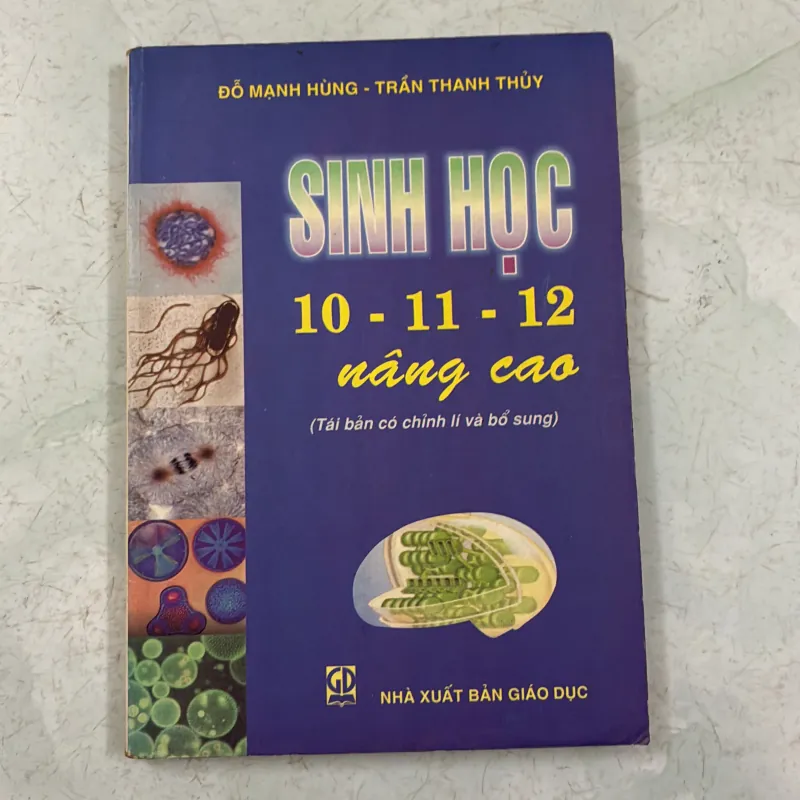 ĐỖ MẠNH HÙNG - TRẦN THANH THỦY
SINH HỌC
10 - 11 - 12
nâng cao
(Tái bản có chỉnh lí và bổ sung)
GD
NHÀ XUẤT BẢN GIÁO DỤC